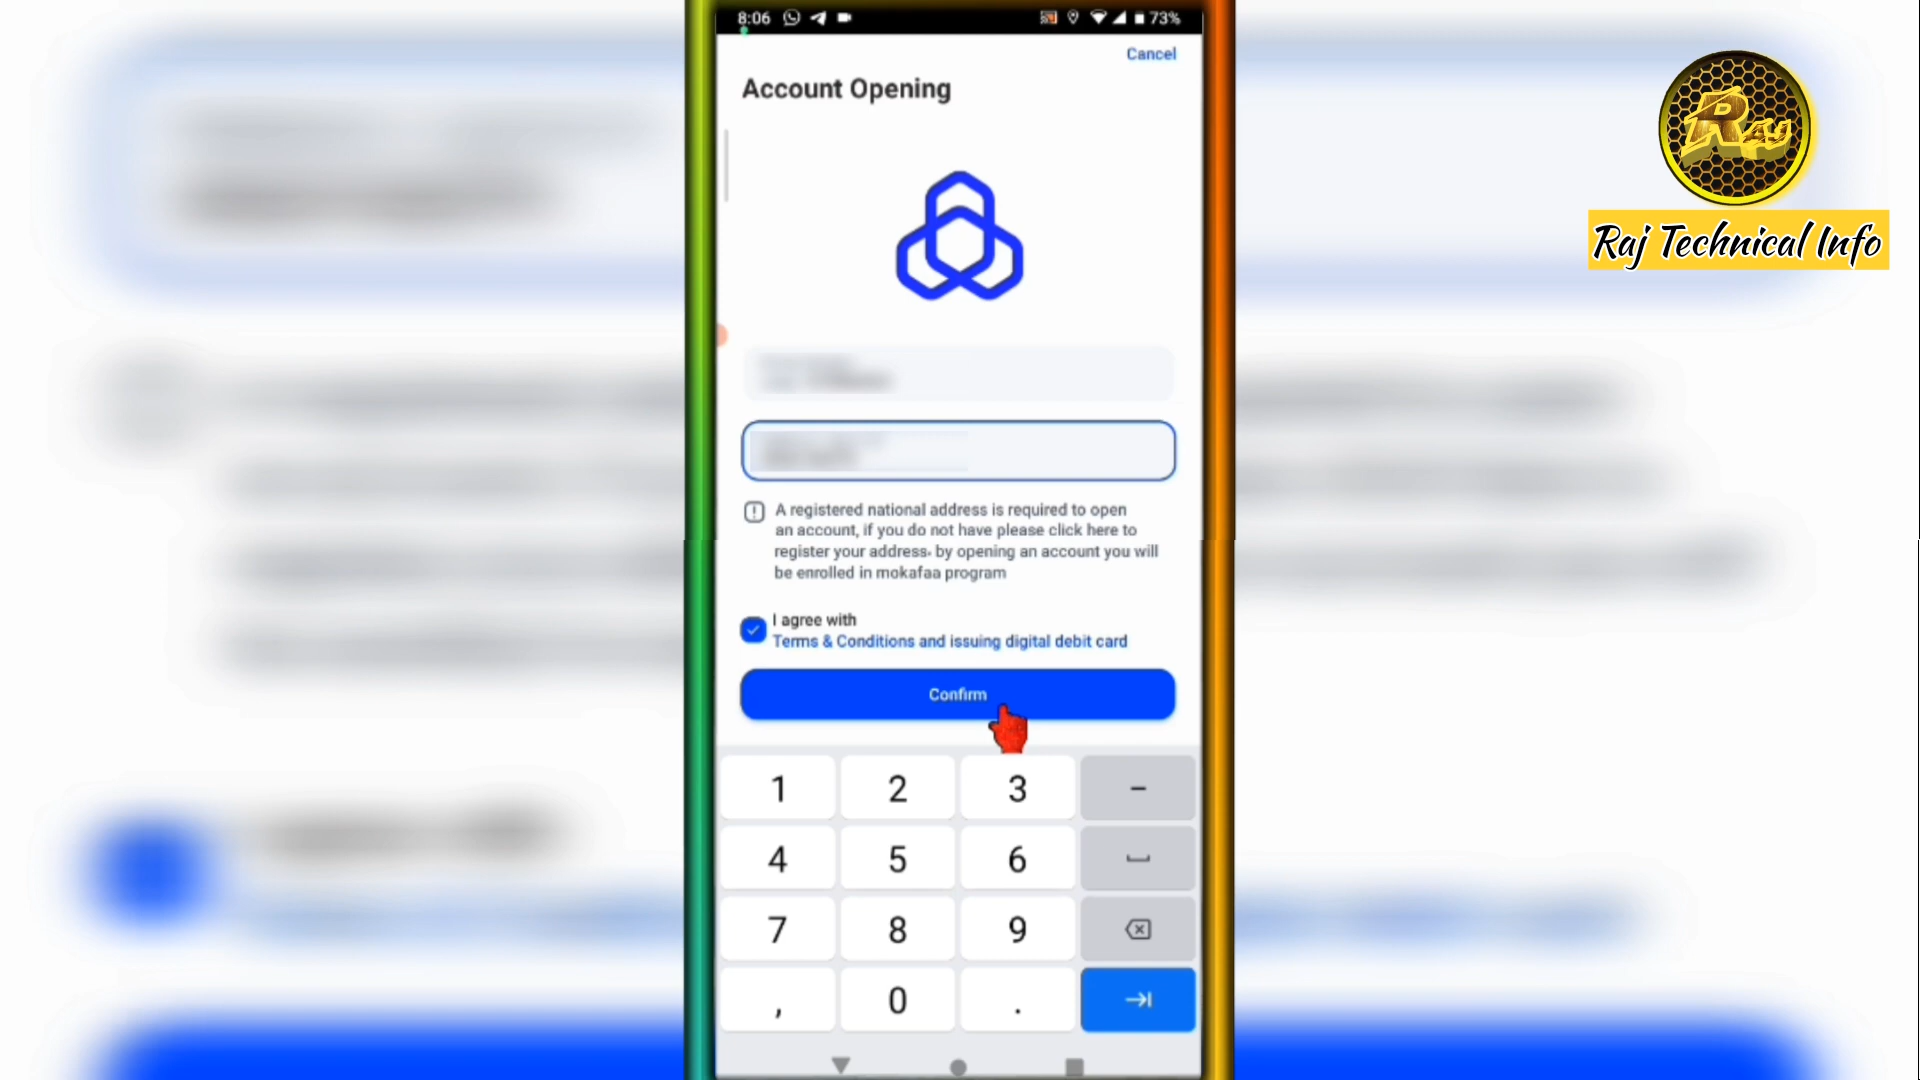 8:06
73%
Cancel
Account Opening
A registered national address is required to open
an account, if you do not have please click here to
register your address. by opening an account you will
be enrolled in mokafaa program
I agree with
Terms & Conditions and issuing digital debit card
Confirm
1 2 3 -
4 5 6
7 8 9
, 0 .
Raj
Raj Technical Info